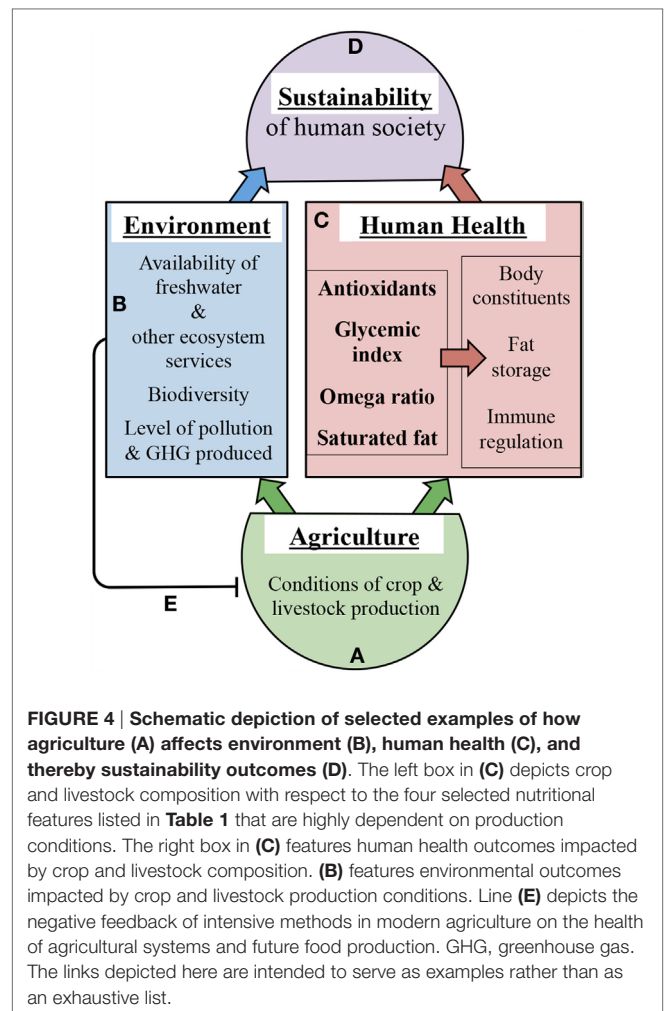 D
Sustainability
of human society
Environment
B
Availability of
freshwater
&
other ecosystem
services
Biodiversity
Level of pollution
& GHG produced
C
Human Health
Antioxidants
Glycemic
index
Omega ratio
Saturated fat
Body
constituents
Fat
storage
Immune
regulation
Agriculture
Conditions of crop &
livestock production
E
A
FIGURE 4 | Schematic depiction of selected examples of how
agriculture (A) affects environment (B), human health (C), and
thereby sustainability outcomes (D). The left box in (C) depicts crop
and livestock composition with respect to the four selected nutritional
features listed in Table 1 that are highly dependent on production
conditions. The right box in (C) features human health outcomes impacted
by crop and livestock composition. (B) features environmental outcomes
impacted by crop and livestock production conditions. Line (E) depicts the
negative feedback of intensive methods in modern agriculture on the health
of agricultural systems and future food production. GHG, greenhouse gas.
The links depicted here are intended to serve as examples rather than as
an exhaustive list.